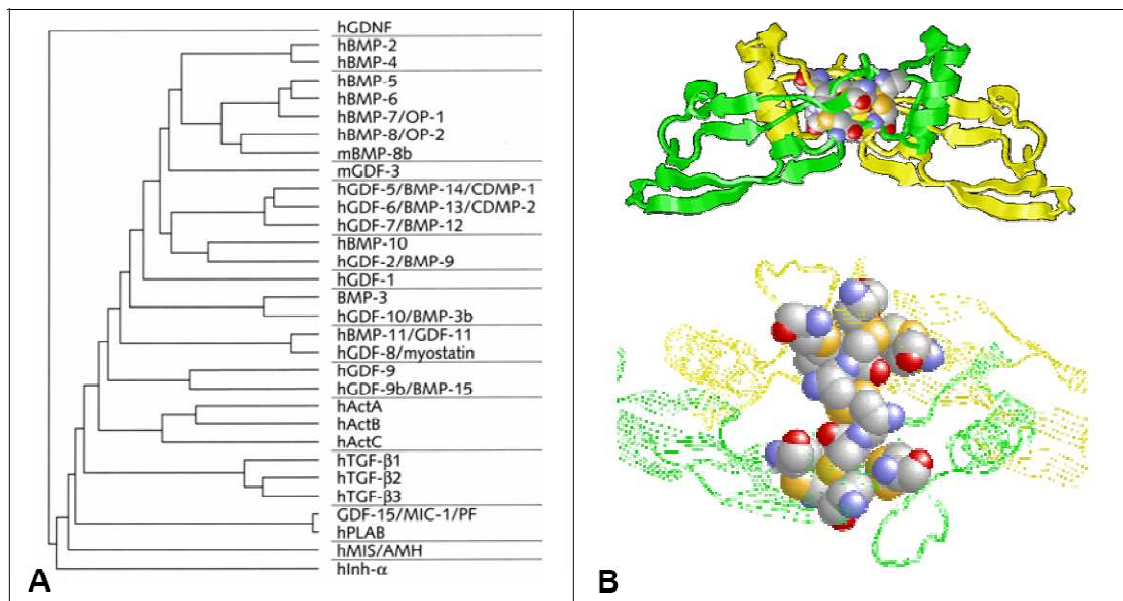 hGDNF
hBMP-2
hBMP-4
hBMP-5
hBMP-6
hBMP-7/OP-1
hBMP-8/OP-2
mBMP-8b
mGDF-3
hGDF-5/BMP-14/CDMP-1
hGDF-6/BMP-13/CDMP-2
hGDF-7/BMP-12
hBMP-10
hGDF-2/BMP-9
hGDF-1
BMP-3
hGDF-10/BMP-3b
hBMP-11/GDF-11
hGDF-8/myostatin
hGDF-9
hGDF-9b/BMP-15
hActA
hActB
hActC
hTGF-β1
hTGF-β2
hTGF-β3
GDF-15/MIC-1/PF
hPLAB
hMIS/AMH
hInh-α
A
B